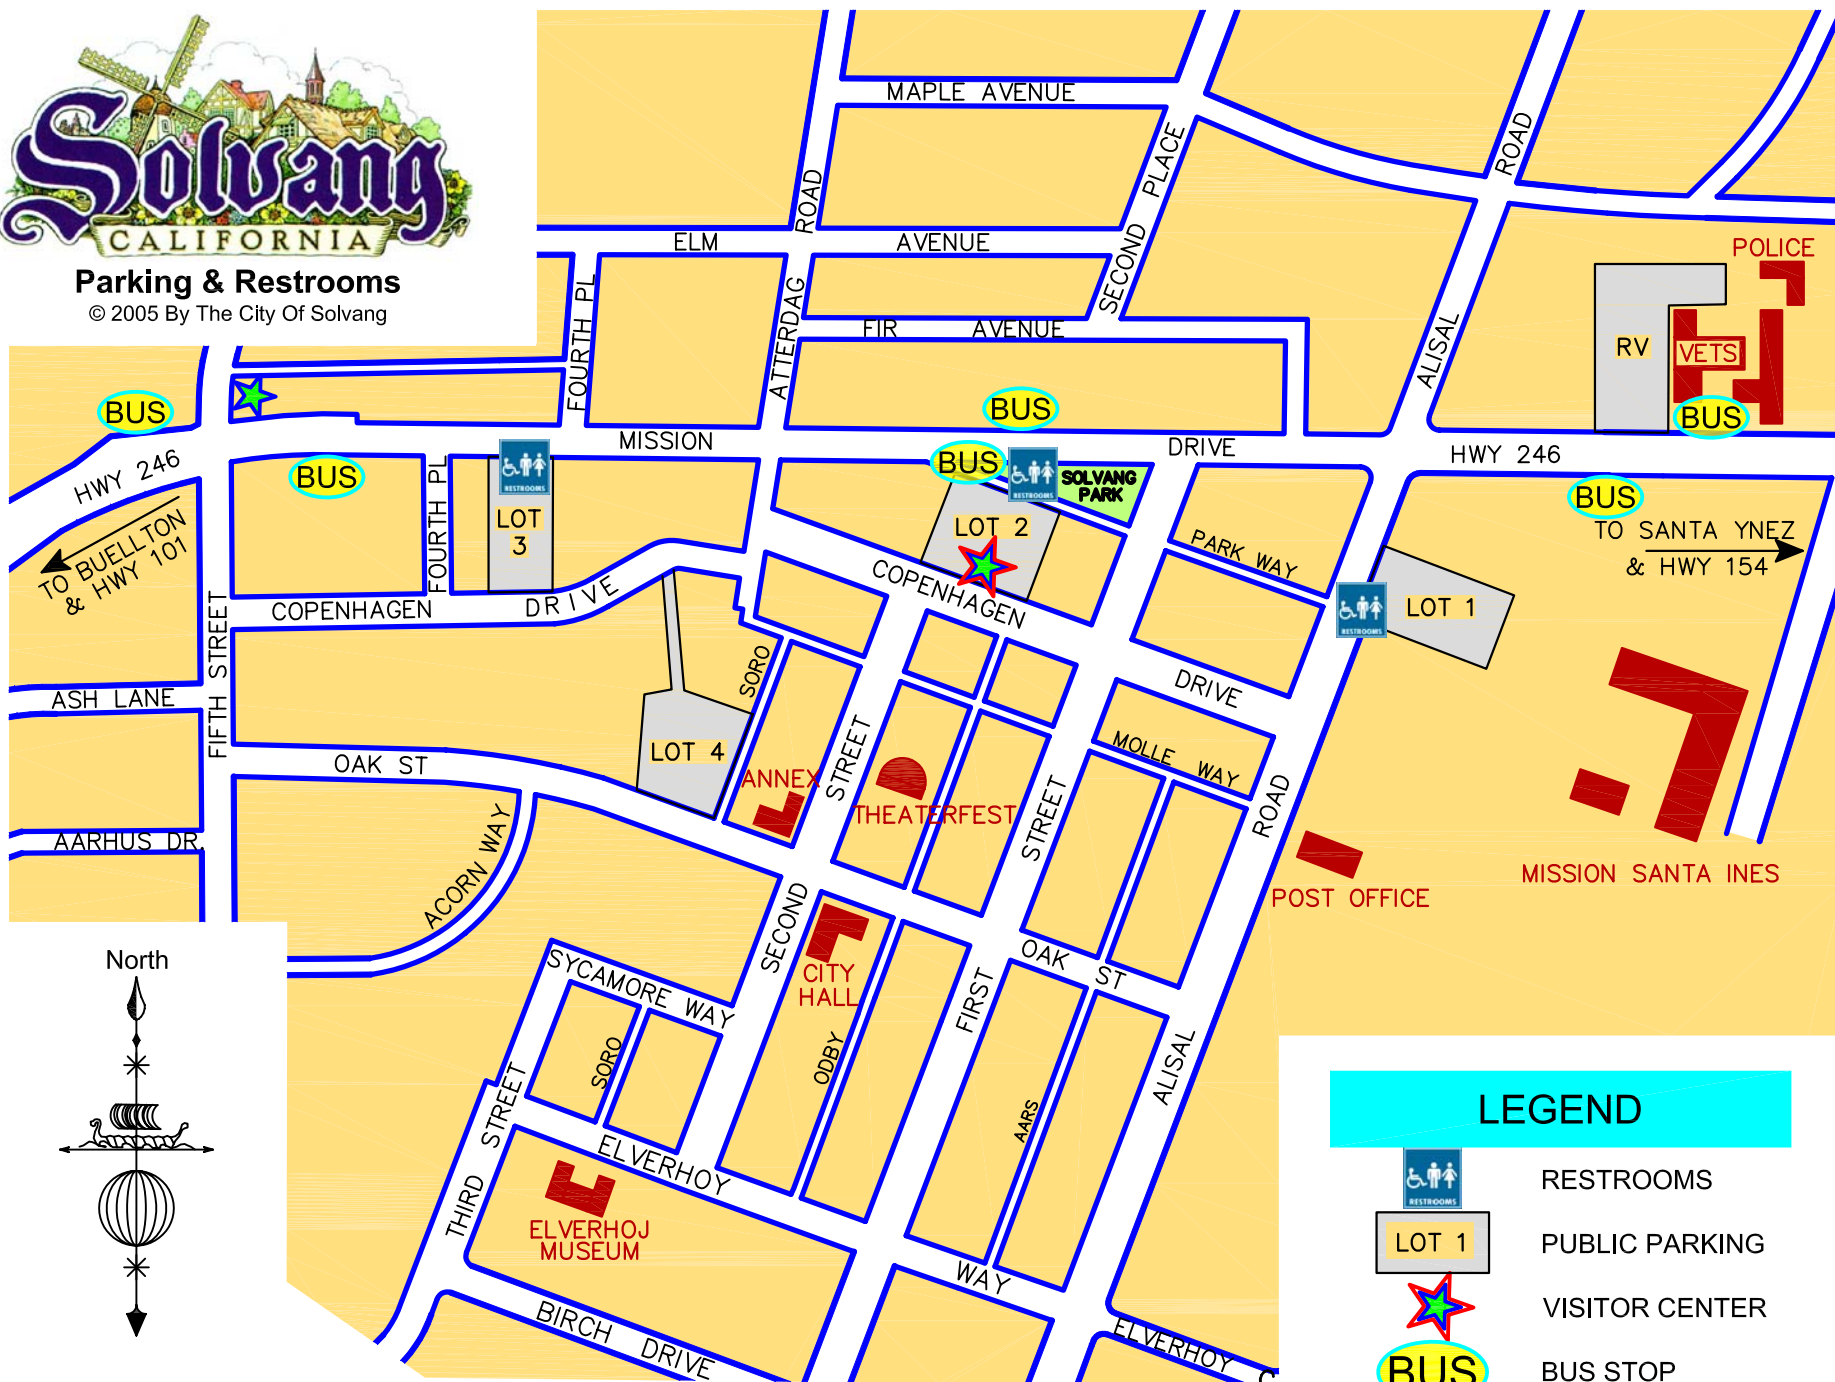 Solvang
CALIFORNIA
Parking & Restrooms
© 2005 By The City Of Solvang
MAPLE AVENUE
ROAD
SECOND PLACE
ROAD
ELM AVENUE
POLICE
FOURTH PL
ATTERDAG
FIR AVENUE
ALISAL
RV
VETS
BUS
BUS
BUS
MISSION DRIVE
HWY 246
HWY 246
BUS
FOURTH PL
RESTROOMS
LOT
3
BUS
RESTROOMS
SOLVANG
PARK
LOT 2
BUS
TO SANTA YNEZ
& HWY 154
TO BUELLTON
& HWY 101
PARK WAY
COPENHAGEN DRIVE
COPENHAGEN
DRIVE
RESTROOMS
LOT 1
FIFTH STREET
ASH LANE
SORO
OAK ST
LOT 4
ANNEX
STREET
THEATERFEST
STREET
MOLLE WAY
ROAD
AARHUS DR.
ACORN WAY
POST OFFICE
MISSION SANTA INES
SECOND
CITY
HALL
OAK ST
FIRST
North
SYCAMORE WAY
SORO
ODBY
AARS
ALISAL
STREET
THIRD
ELVERHOY
WAY
ELVERHOJ
MUSEUM
BIRCH DRIVE
ELVERHOY
LEGEND
RESTROOMS
RESTROOMS
LOT 1
PUBLIC PARKING
VISITOR CENTER
BUS
BUS STOP